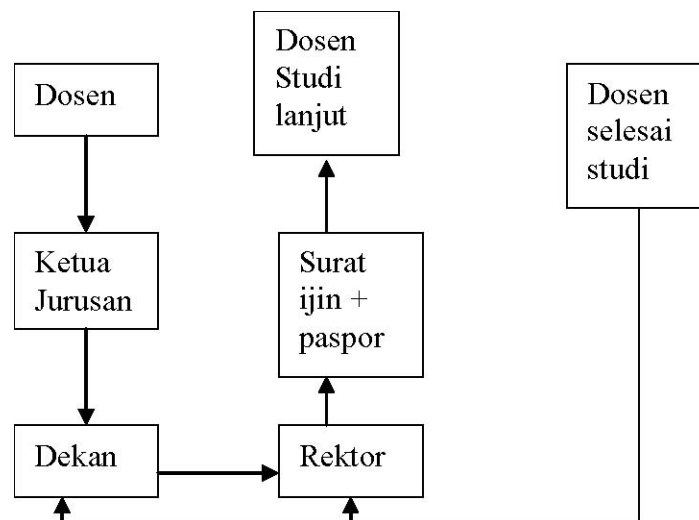 Dosen
Ketua
Jurusan
Dekan
Dosen
Studi
lanjut
Surat
ijin +
paspor
Rektor
Dosen
selesai
studi